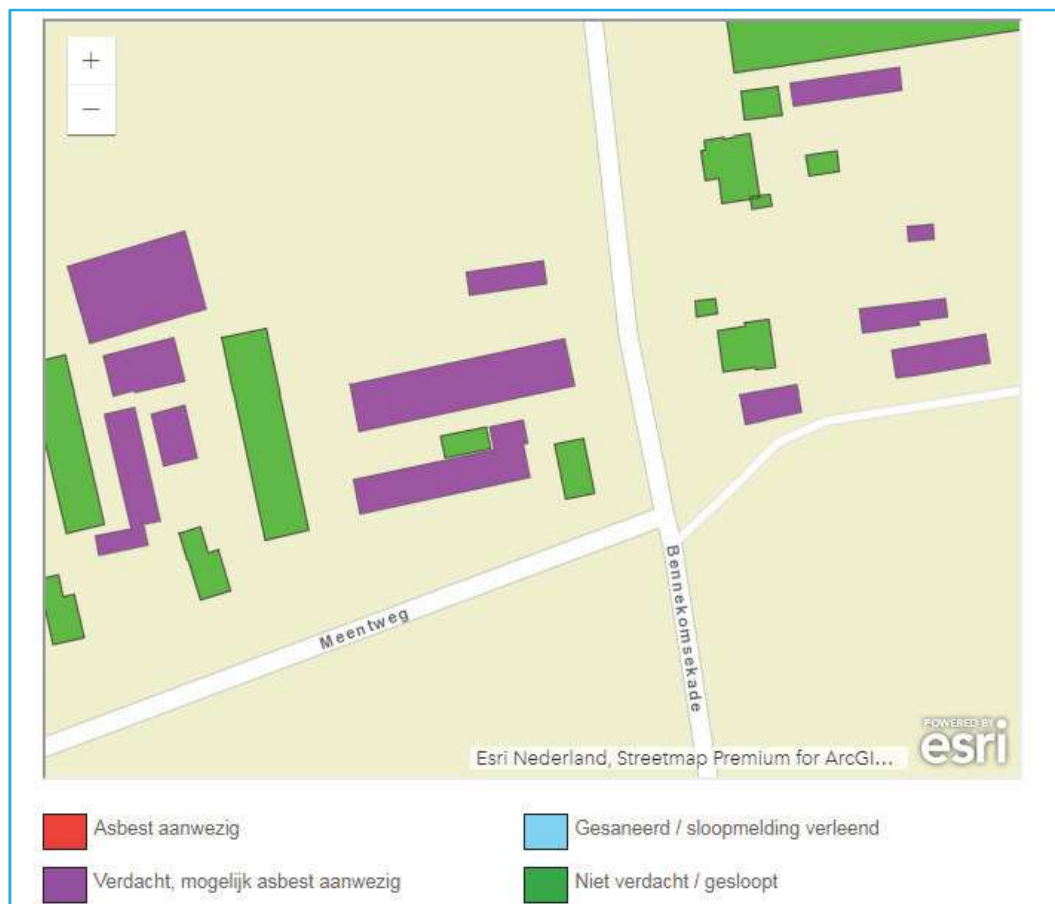 +
−
Meentweg
Bennekomsekade
POWERED BY
esri
Esri Nederland, Streetmap Premium for ArcGI...
Asbest aanwezig
Gesaneerd / sloopmelding verleend
Verdacht, mogelijk asbest aanwezig
Niet verdacht / gesloopt